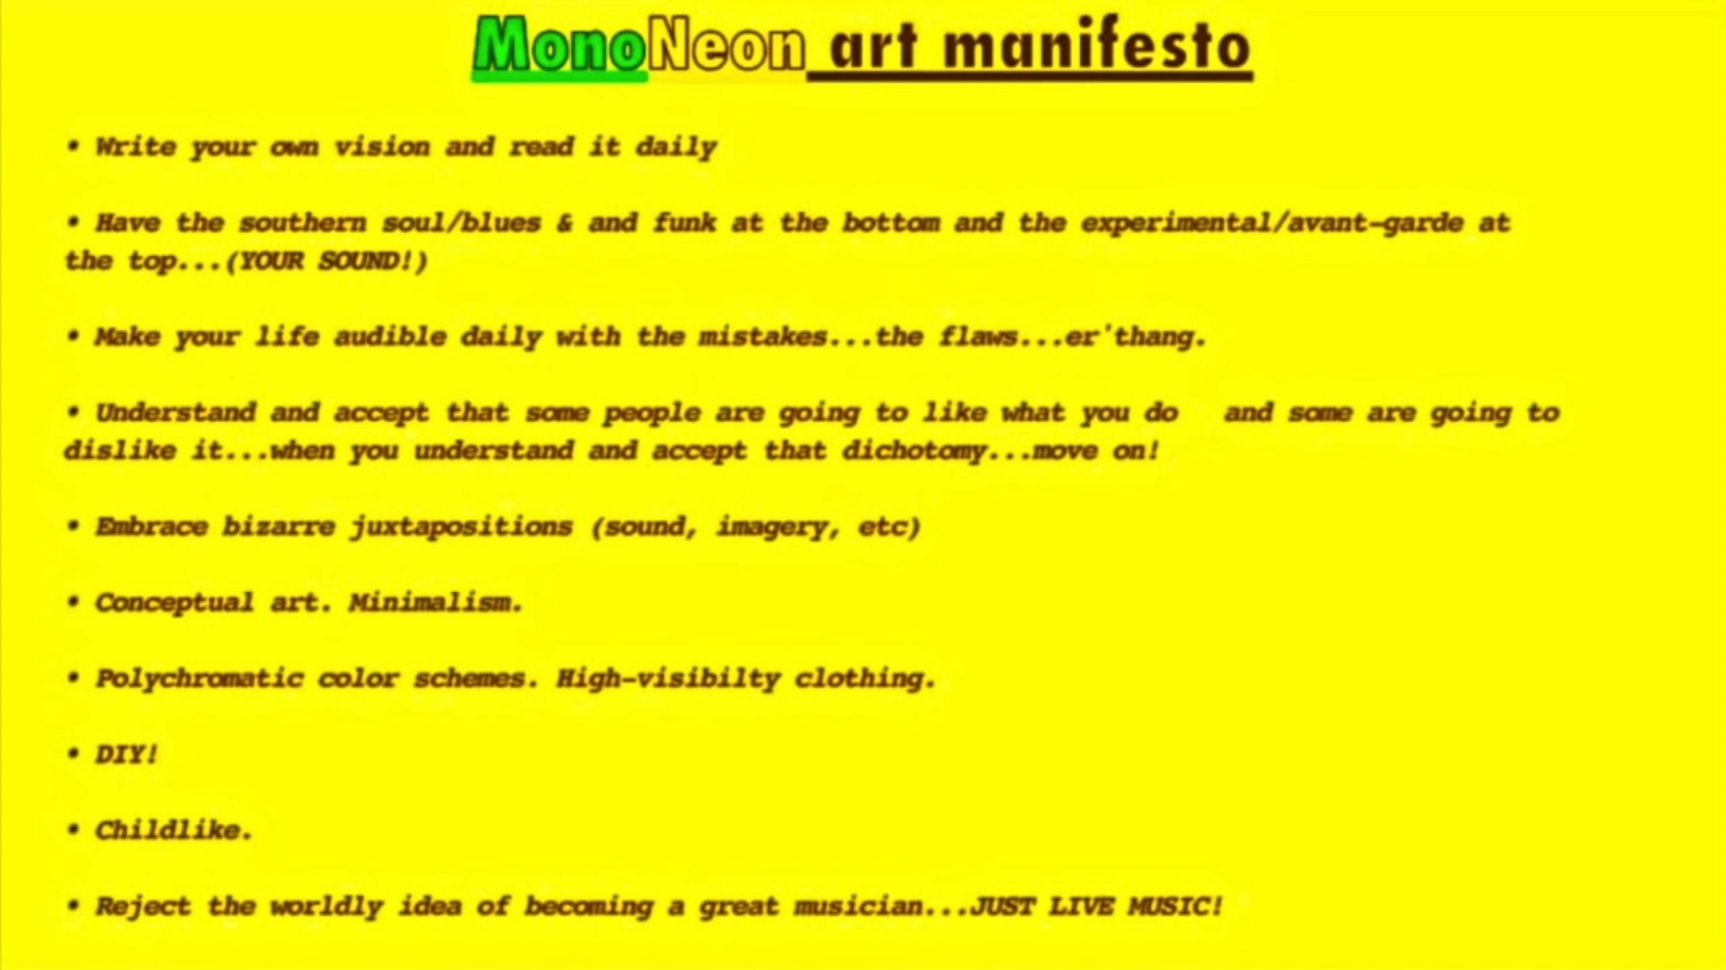 MonoNeon art manifesto
• Write your own vision and read it daily
• Have the southern soul/blues & and funk at the bottom and the experimental/avant-garde at
the top...(YOUR SOUND!)
• Make your life audible daily with the mistakes...the flaws...er'thang.
• Understand and accept that some people are going to like what you do   and some are going to
dislike it...when you understand and accept that dichotomy...move on!
• Embrace bizarre juxtapositions (sound, imagery, etc)
• Conceptual art. Minimalism.
• Polychromatic color schemes. High-visibilty clothing.
• DIY!
• Childlike.
• Reject the worldly idea of becoming a great musician...JUST LIVE MUSIC!